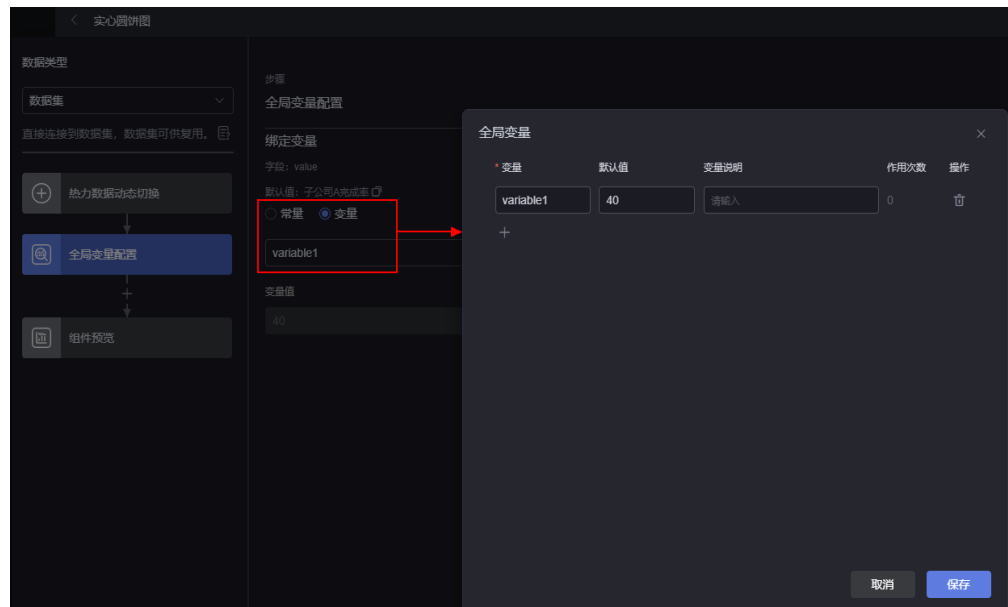 实心圆饼图
数据类型
数据集
直接连接到数据集，数据集可供复用。
热力数据动态切换
全局变量配置
组件预览
步骤
全局变量配置
绑定变量
字段：value
默认值：子公司A完成率
常量 变量
variable1
变量值
40
全局变量
*变量 默认值 变量说明 作用次数 操作
variable1 40 请输入 0
取消 保存